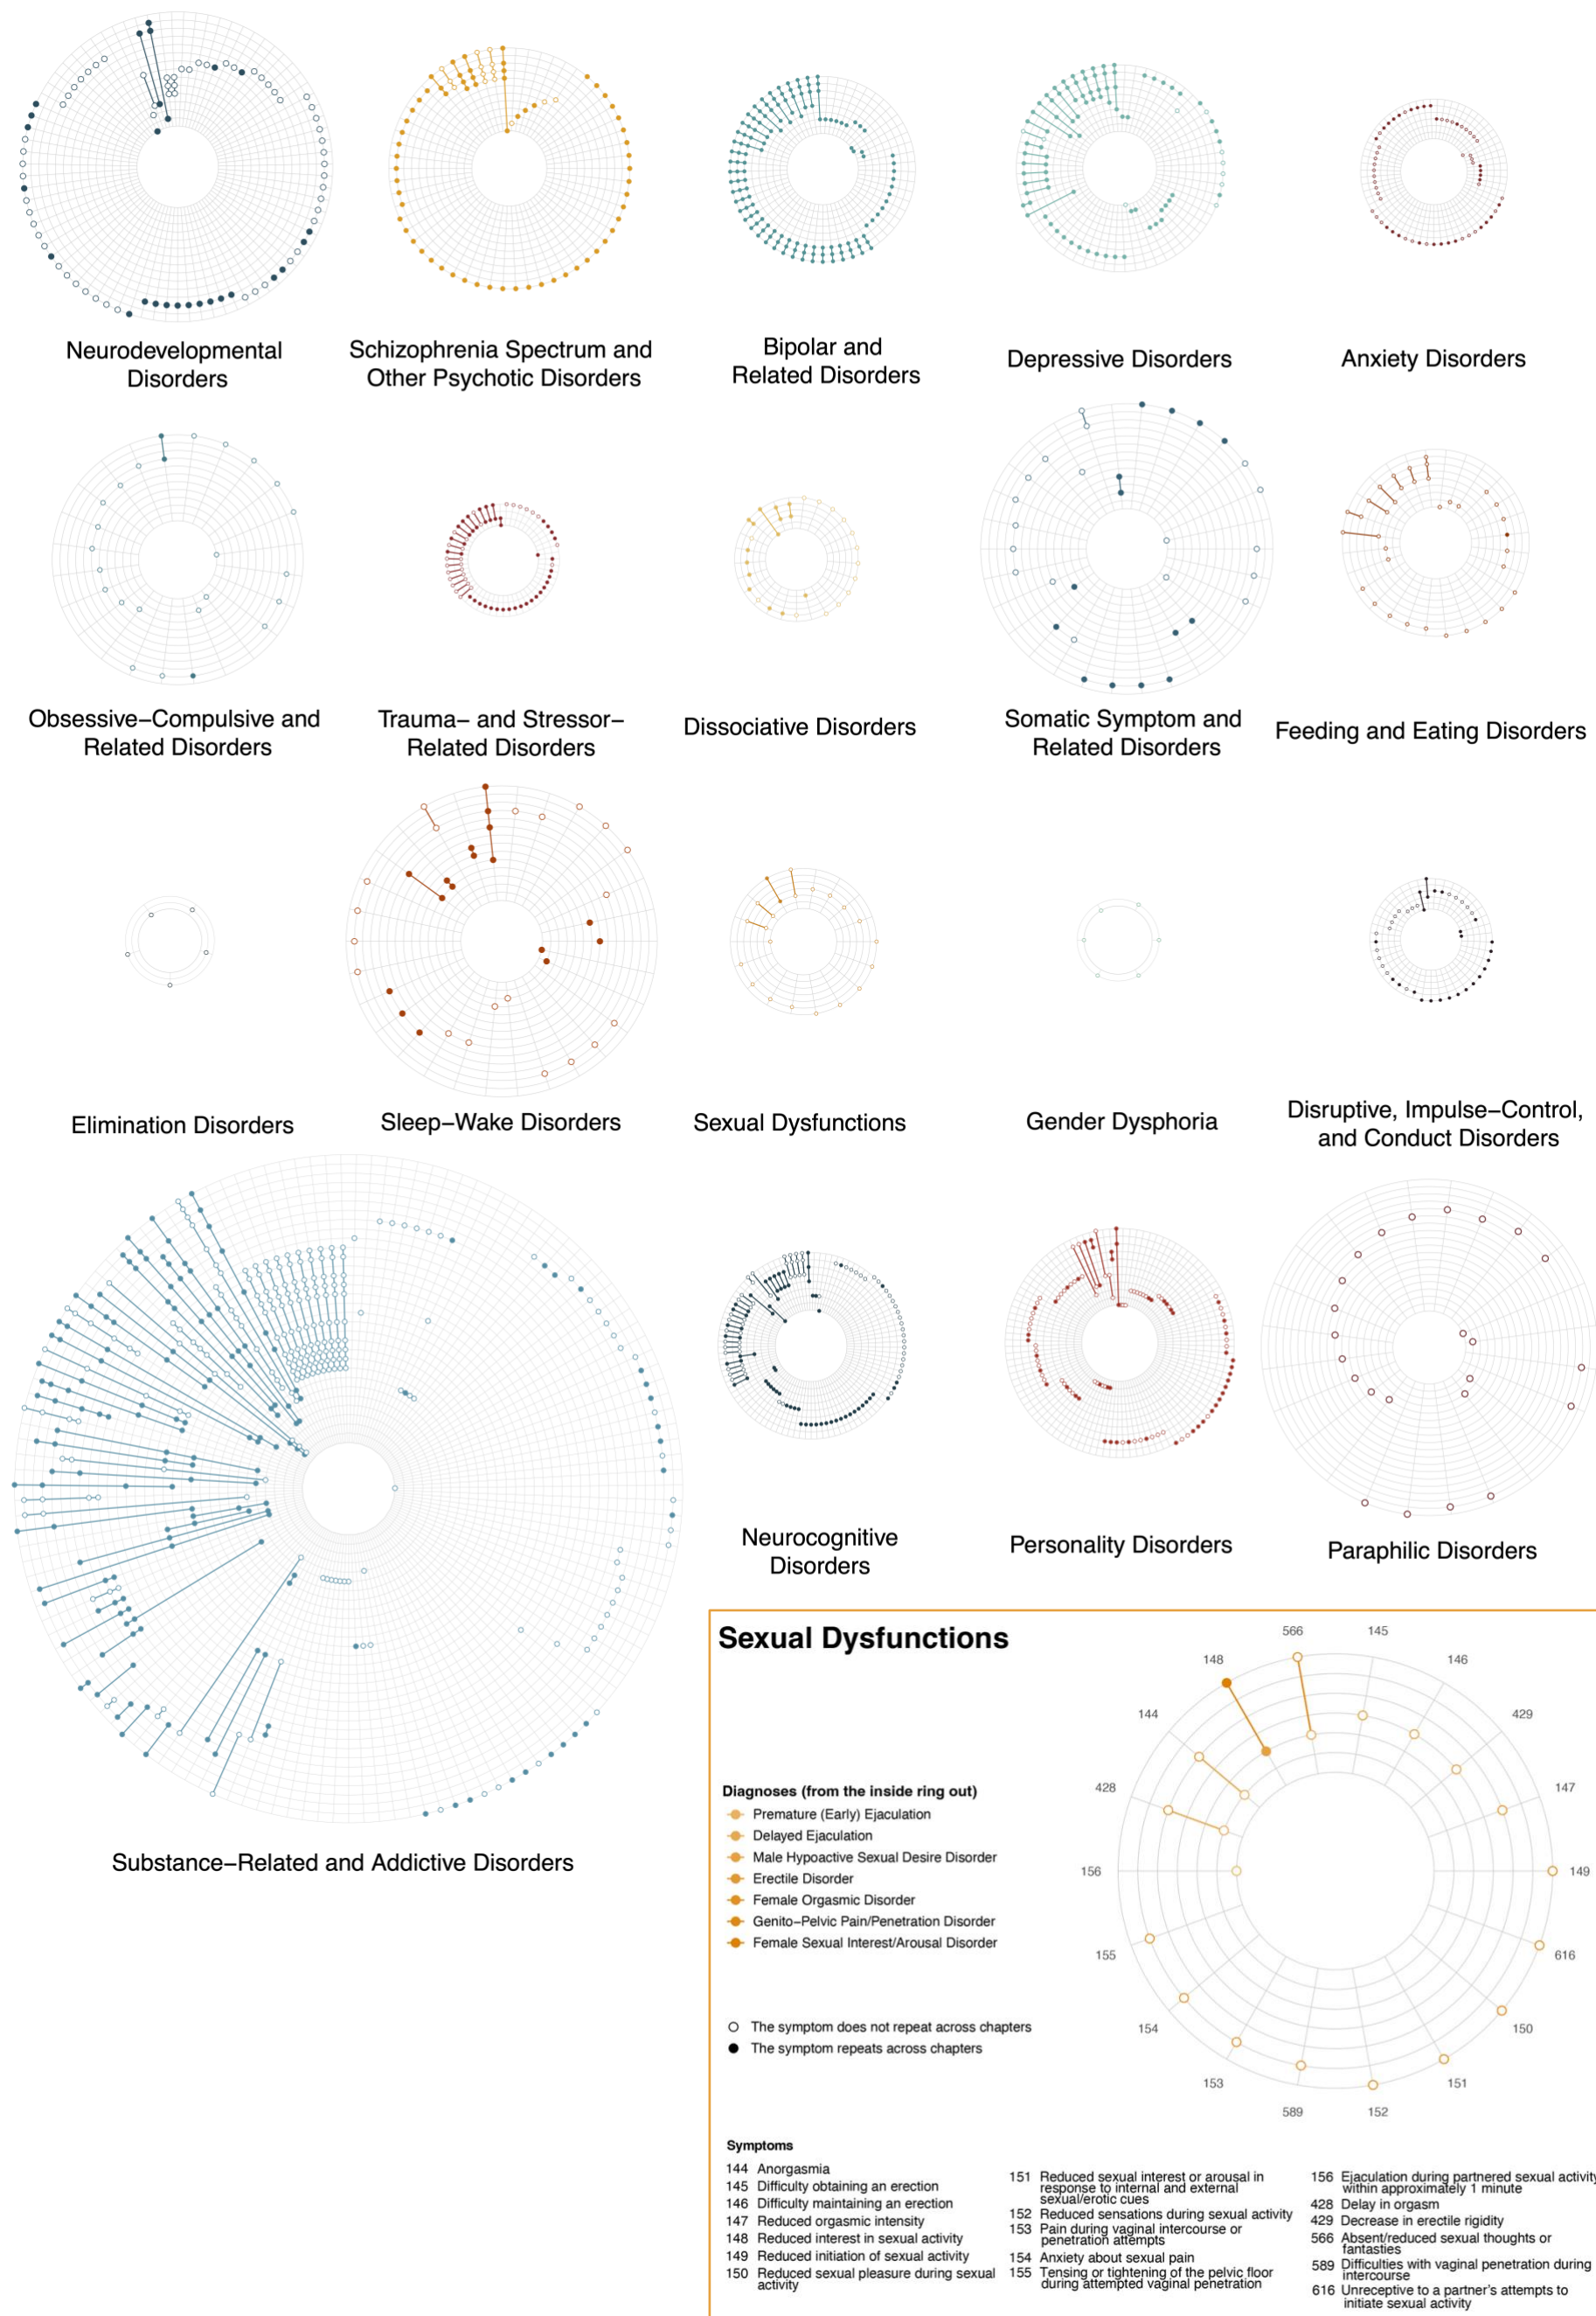 Neurodevelopmental
Disorders
Schizophrenia Spectrum and
Other Psychotic Disorders
Bipolar and
Related Disorders
Depressive Disorders
Anxiety Disorders
Obsessive–Compulsive and
Related Disorders
Trauma– and Stressor–
Related Disorders
Dissociative Disorders
Somatic Symptom and
Related Disorders
Feeding and Eating Disorders
Elimination Disorders
Sleep–Wake Disorders
Sexual Dysfunctions
Gender Dysphoria
Disruptive, Impulse–Control,
and Conduct Disorders
Substance–Related and Addictive Disorders
Neurocognitive
Disorders
Personality Disorders
Paraphilic Disorders
Sexual Dysfunctions
566
145
148
146
144
429
428
147
156
149
155
616
154
150
153
151
589
152
Diagnoses (from the inside ring out)
Premature (Early) Ejaculation
Delayed Ejaculation
Male Hypoactive Sexual Desire Disorder
Erectile Disorder
Female Orgasmic Disorder
Genito–Pelvic Pain/Penetration Disorder
Female Sexual Interest/Arousal Disorder
The symptom does not repeat across chapters
The symptom repeats across chapters
Symptoms
144 Anorgasmia
145 Difficulty obtaining an erection
146 Difficulty maintaining an erection
147 Reduced orgasmic intensity
148 Reduced interest in sexual activity
149 Reduced initiation of sexual activity
150 Reduced sexual pleasure during sexual
activity
151 Reduced sexual interest or arousal in
response to internal and external
sexual/erotic cues
152 Reduced sensations during sexual activity
153 Pain during vaginal intercourse or
penetration attempts
154 Anxiety about sexual pain
155 Tensing or tightening of the pelvic floor
during attempted vaginal penetration
156 Ejaculation during partnered sexual activity
within approximately 1 minute
428 Delay in orgasm
429 Decrease in erectile rigidity
566 Absent/reduced sexual thoughts or
fantasties
589 Difficulties with vaginal penetration during
intercourse
616 Unreceptive to a partner's attempts to
initiate sexual activity